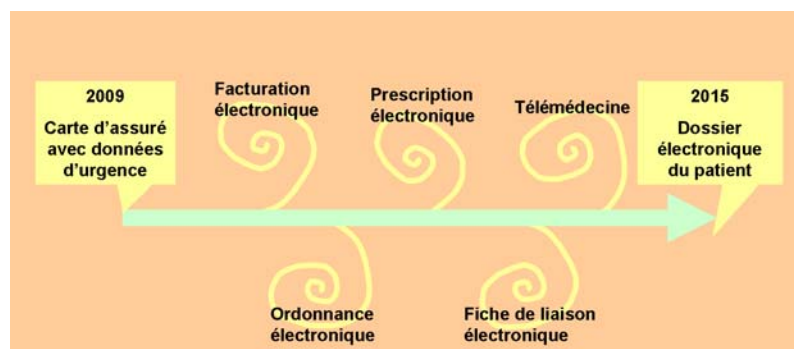 2009
Carte d'assuré
avec données
d'urgence
Facturation
électronique
Prescription
électronique
Télémédecine
2015
Dossier
électronique
du patient
Ordonnance
électronique
Fiche de liaison
électronique